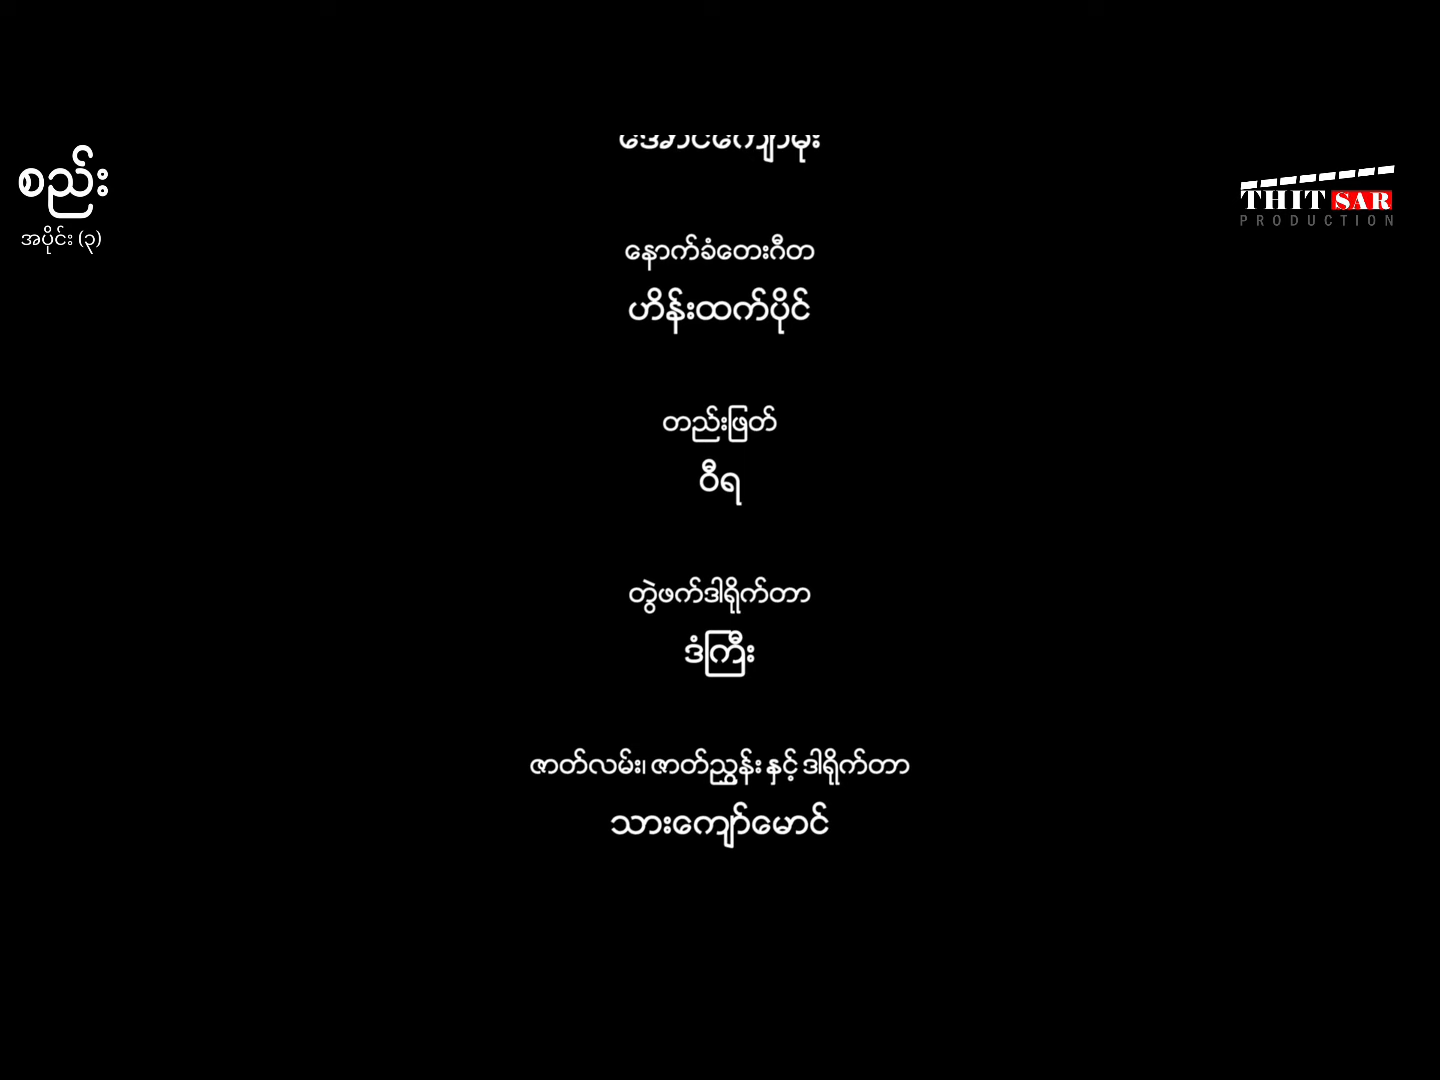 စည်း
အပိုင်း (၃)
THIT SAR
PRODUCTION
နောက်ခံတေးဂီတ
ဟိန်းထက်ပိုင်
တည်းဖြတ်
ဝီရ
တွဲဖက်ဒါရိုက်တာ
ဒံကြီး
ဇာတ်လမ်း၊ ဇာတ်ညွှန်း နှင့် ဒါရိုက်တာ
သားကျော်မောင်